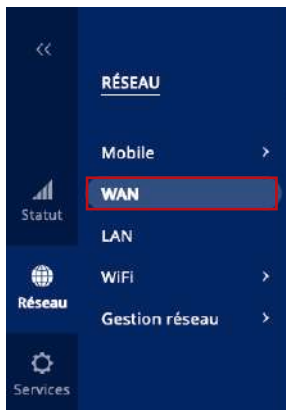 <<
RÉSEAU
Mobile >
WAN
LAN
WiFi >
Gestion réseau >
Statut
Réseau
Services